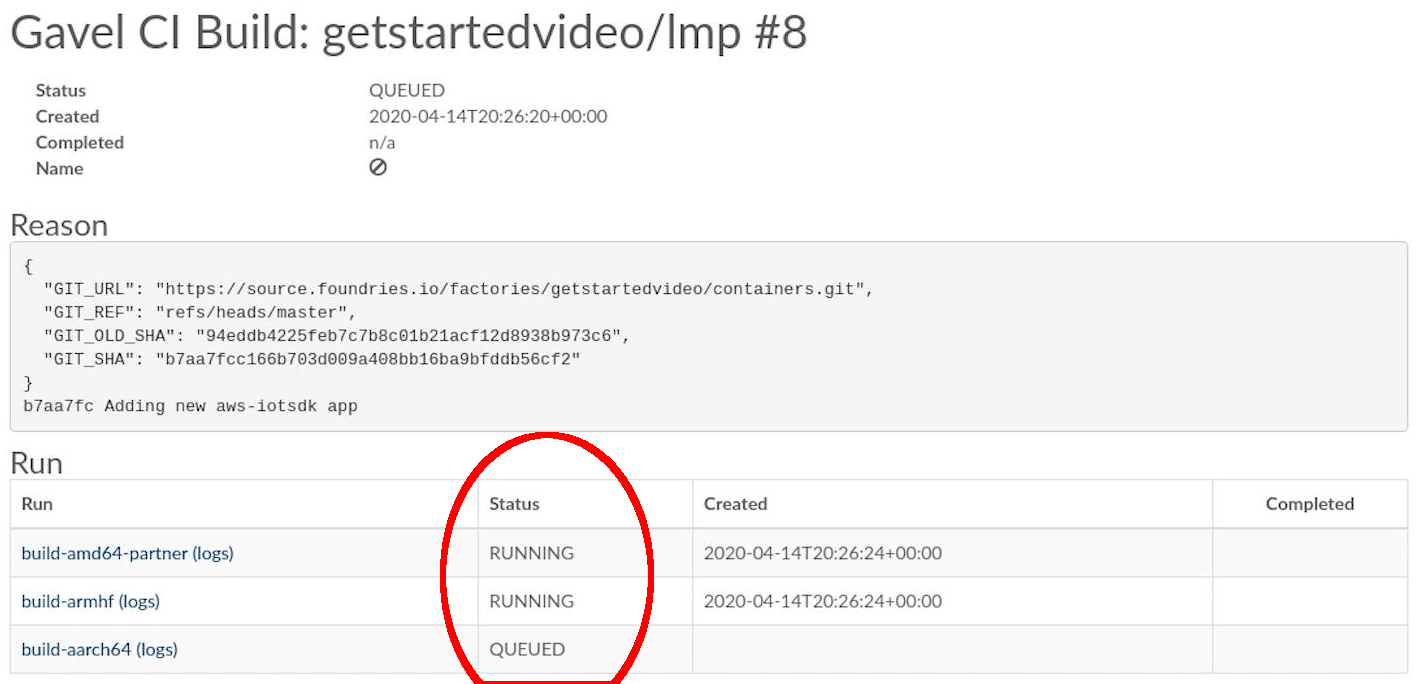 Gavel CI Build: getstartedvideo/lmp #8
Status QUEUED
Created 2020-04-14T20:26:20+00:00
Completed n/a
Name
Reason
{
"GIT_URL": "https://source.foundries.io/factories/getstartedvideo/containers.git",
"GIT_REF": "refs/heads/master",
"GIT_OLD_SHA": "94eddb4225feb7c7b8c01b21acf12d8938b973c6",
"GIT_SHA": "b7aa7fcc166b703d009a408bb16ba9bfddb56cf2"
}
b7aa7fc Adding new aws-iotsdk app
Run
Run Status Created Completed
build-amd64-partner (logs) RUNNING 2020-04-14T20:26:24+00:00
build-armhf (logs) RUNNING 2020-04-14T20:26:24+00:00
build-aarch64 (logs) QUEUED